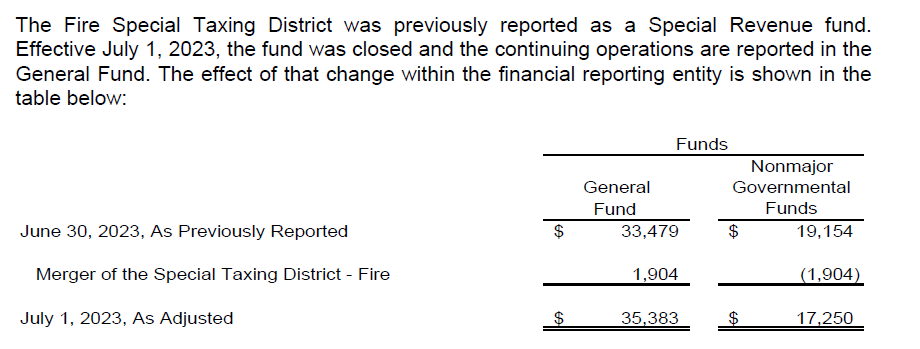 The Fire Special Taxing District was previously reported as a Special Revenue fund.
Effective July 1, 2023, the fund was closed and the continuing operations are reported in the
General Fund. The effect of that change within the financial reporting entity is shown in the
table below:
Funds
Nonmajor
General Governmental
Fund Funds
June 30, 2023, As Previously Reported $ 33,479 $ 19,154
Merger of the Special Taxing District - Fire 1,904 (1,904)
July 1, 2023, As Adjusted $ 35,383 $ 17,250